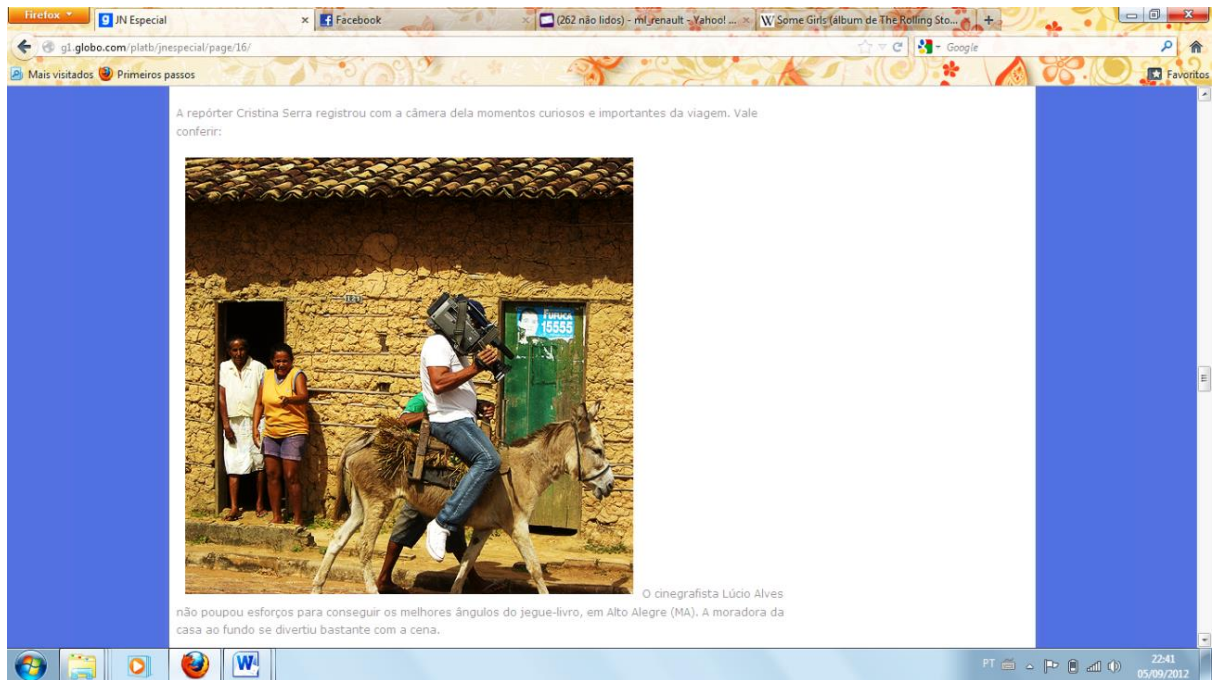 Firefox
JN Especial
Facebook
(262 não lidos) - ml_renault - Yahoo! ...
Some Girls (álbum de The Rolling Sto...
g1.globo.com/platb/jnespecial/page/16/
Google
Mais visitados
Primeiros passos
Favoritos
A repórter Cristina Serra registrou com a câmera dela momentos curiosos e importantes da viagem. Vale
conferir:
15555
O cinegrafista Lúcio Alves
não poupou esforços para conseguir os melhores ângulos do jegue-livro, em Alto Alegre (MA). A moradora da
casa ao fundo se divertiu bastante com a cena.
PT
22:41
05/09/2012